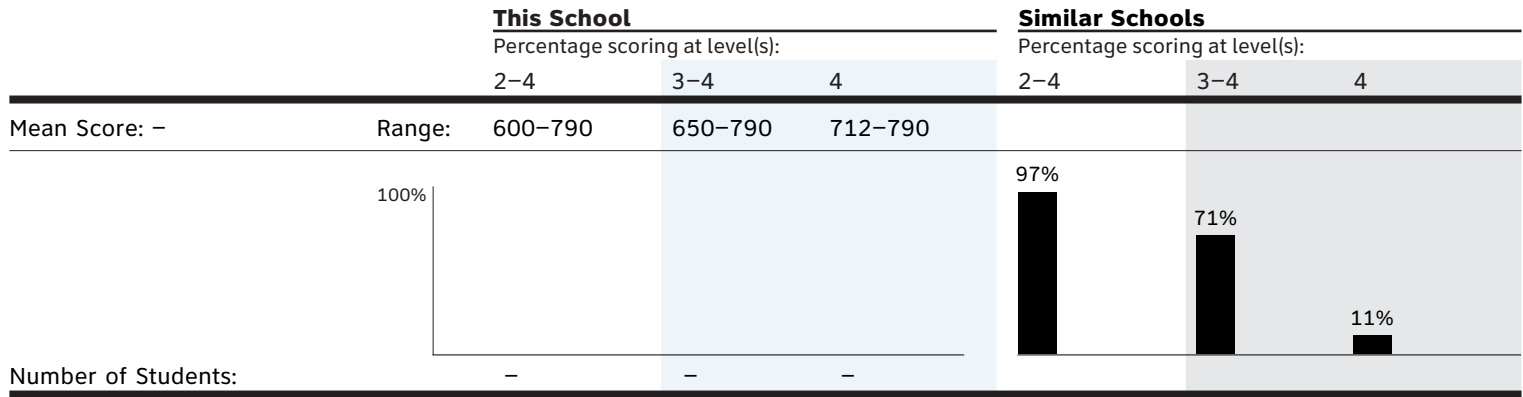 This School Similar Schools
Percentage scoring at level(s): Percentage scoring at level(s):
2–4 3–4 4 2–4 3–4 4
Mean Score: – Range: 600–790 650–790 712–790
97%
100%
71%
11%
Number of Students: – – –